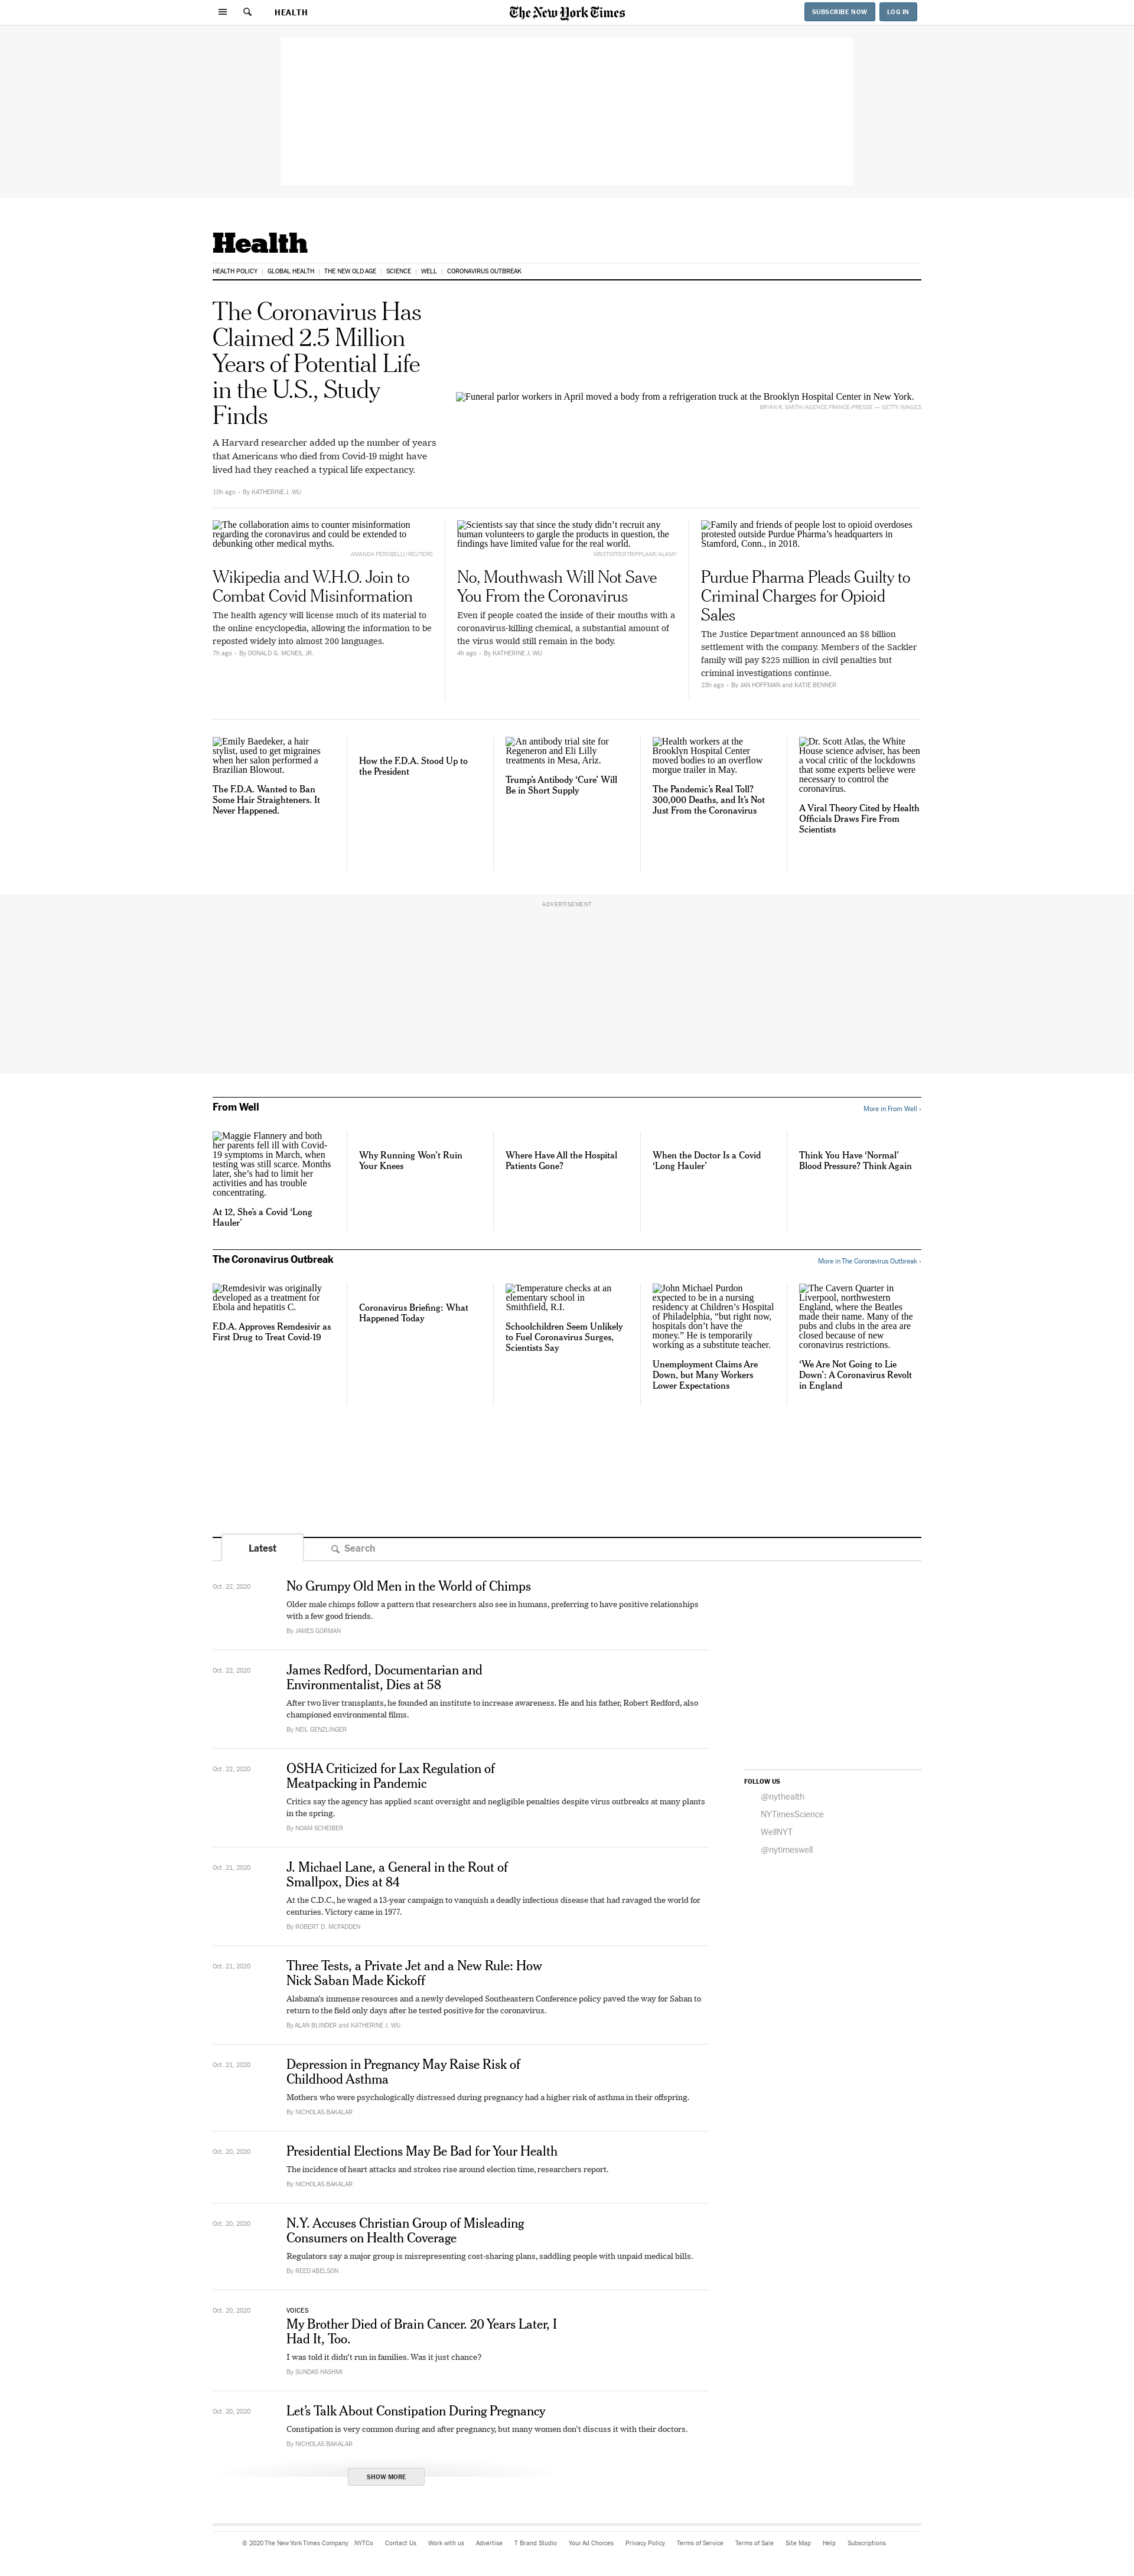 HEALTH
The New York Times
SUBSCRIBE NOW
LOG IN
Health
HEALTH POLICY
GLOBAL HEALTH
THE NEW OLD AGE
SCIENCE
WELL
CORONAVIRUS OUTBREAK
The Coronavirus Has
Claimed 2.5 Million
Years of Potential Life
in the U.S., Study
Finds
A Harvard researcher added up the number of years
that Americans who died from Covid-19 might have
lived had they reached a typical life expectancy.
10h ago · By KATHERINE J. WU
Funeral parlor workers in April moved a body from a refrigeration truck at the Brooklyn Hospital Center in New York.
BRYAN R. SMITH/AGENCE FRANCE-PRESSE — GETTY IMAGES
The collaboration aims to counter misinformation
regarding the coronavirus and could be extended to
debunking other medical myths.
AMANDA PEROBELLI/REUTERS
Wikipedia and W.H.O. Join to
Combat Covid Misinformation
The health agency will license much of its material to
the online encyclopedia, allowing the information to be
reposted widely into almost 200 languages.
7h ago · By DONALD G. MCNEIL JR.
Scientists say that since the study didn't recruit any
human volunteers to gargle the products in question, the
findings have limited value for the real world.
KRISTOFFERTRIPPLAAR/ALAMY
No, Mouthwash Will Not Save
You From the Coronavirus
Even if people coated the inside of their mouths with a
coronavirus-killing chemical, a substantial amount of
the virus would still remain in the body.
4h ago · By KATHERINE J. WU
Family and friends of people lost to opioid overdoses
protested outside Purdue Pharma's headquarters in
Stamford, Conn., in 2018.
Purdue Pharma Pleads Guilty to
Criminal Charges for Opioid
Sales
The Justice Department announced an $8 billion
settlement with the company. Members of the Sackler
family will pay $225 million in civil penalties but
criminal investigations continue.
23h ago · By JAN HOFFMAN and KATIE BENNER
Emily Baedeker, a hair
stylist, used to get migraines
when her salon performed a
Brazilian Blowout.
The F.D.A. Wanted to Ban
Some Hair Straighteners. It
Never Happened.
How the F.D.A. Stood Up to
the President
An antibody trial site for
Regeneron and Eli Lilly
treatments in Mesa, Ariz.
Trump's Antibody ‘Cure’ Will
Be in Short Supply
Health workers at the
Brooklyn Hospital Center
moved bodies to an overflow
morgue trailer in May.
The Pandemic's Real Toll?
300,000 Deaths, and It's Not
Just From the Coronavirus
Dr. Scott Atlas, the White
House science adviser, has been
a vocal critic of the lockdowns
that some experts believe were
necessary to control the
coronavirus.
A Viral Theory Cited by Health
Officials Draws Fire From
Scientists
ADVERTISEMENT
From Well
More in From Well ›
Maggie Flannery and both
her parents fell ill with Covid-
19 symptoms in March, when
testing was still scarce. Months
later, she's had to limit her
activities and has trouble
concentrating.
At 12, She's a Covid ‘Long
Hauler’
Why Running Won't Ruin
Your Knees
Where Have All the Hospital
Patients Gone?
When the Doctor Is a Covid
‘Long Hauler’
Think You Have ‘Normal’
Blood Pressure? Think Again
The Coronavirus Outbreak
More in The Coronavirus Outbreak ›
Remdesivir was originally
developed as a treatment for
Ebola and hepatitis C.
F.D.A. Approves Remdesivir as
First Drug to Treat Covid-19
Coronavirus Briefing: What
Happened Today
Temperature checks at an
elementary school in
Smithfield, R.I.
Schoolchildren Seem Unlikely
to Fuel Coronavirus Surges,
Scientists Say
John Michael Purdon
expected to be in a nursing
residency at Children's Hospital
of Philadelphia, “but right now,
hospitals don't have the
money.” He is temporarily
working as a substitute teacher.
Unemployment Claims Are
Down, but Many Workers
Lower Expectations
The Cavern Quarter in
Liverpool, northwestern
England, where the Beatles
made their name. Many of the
pubs and clubs in the area are
closed because of new
coronavirus restrictions.
‘We Are Not Going to Lie
Down’: A Coronavirus Revolt
in England
Latest
Search
Oct. 22, 2020
No Grumpy Old Men in the World of Chimps
Older male chimps follow a pattern that researchers also see in humans, preferring to have positive relationships
with a few good friends.
By JAMES GORMAN
Oct. 22, 2020
James Redford, Documentarian and
Environmentalist, Dies at 58
After two liver transplants, he founded an institute to increase awareness. He and his father, Robert Redford, also
championed environmental films.
By NEIL GENZLINGER
Oct. 22, 2020
OSHA Criticized for Lax Regulation of
Meatpacking in Pandemic
Critics say the agency has applied scant oversight and negligible penalties despite virus outbreaks at many plants
in the spring.
By NOAM SCHEIBER
FOLLOW US
@nythealth
NYTimesScience
WellNYT
@nytimeswell
Oct. 21, 2020
J. Michael Lane, a General in the Rout of
Smallpox, Dies at 84
At the C.D.C., he waged a 13-year campaign to vanquish a deadly infectious disease that had ravaged the world for
centuries. Victory came in 1977.
By ROBERT D. MCFADDEN
Oct. 21, 2020
Three Tests, a Private Jet and a New Rule: How
Nick Saban Made Kickoff
Alabama's immense resources and a newly developed Southeastern Conference policy paved the way for Saban to
return to the field only days after he tested positive for the coronavirus.
By ALAN BLINDER and KATHERINE J. WU
Oct. 21, 2020
Depression in Pregnancy May Raise Risk of
Childhood Asthma
Mothers who were psychologically distressed during pregnancy had a higher risk of asthma in their offspring.
By NICHOLAS BAKALAR
Oct. 20, 2020
Presidential Elections May Be Bad for Your Health
The incidence of heart attacks and strokes rise around election time, researchers report.
By NICHOLAS BAKALAR
Oct. 20, 2020
N.Y. Accuses Christian Group of Misleading
Consumers on Health Coverage
Regulators say a major group is misrepresenting cost-sharing plans, saddling people with unpaid medical bills.
By REED ABELSON
Oct. 20, 2020
VOICES
My Brother Died of Brain Cancer. 20 Years Later, I
Had It, Too.
I was told it didn't run in families. Was it just chance?
By SUNDAS HASHMI
Oct. 20, 2020
Let's Talk About Constipation During Pregnancy
Constipation is very common during and after pregnancy, but many women don't discuss it with their doctors.
By NICHOLAS BAKALAR
SHOW MORE
© 2020 The New York Times Company
NYTCo
Contact Us
Work with us
Advertise
T Brand Studio
Your Ad Choices
Privacy Policy
Terms of Service
Terms of Sale
Site Map
Help
Subscriptions